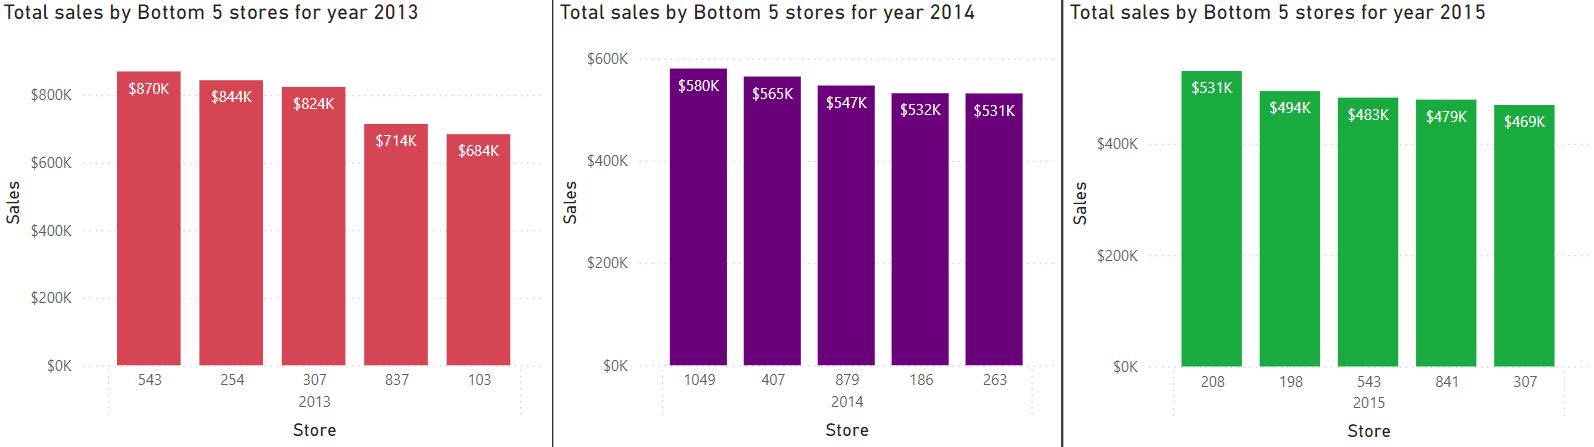 Total sales by Bottom 5 stores for year 2013
$800K
$600K
$400K
$200K
$0K
Sales
$870K
$844K
$824K
$714K
$684K
543 254 307 837 103
2013
Store
Total sales by Bottom 5 stores for year 2014
$600K
$400K
$200K
$0K
Sales
$580K
$565K
$547K
$532K
$531K
1049 407 879 186 263
2014
Store
Total sales by Bottom 5 stores for year 2015
$400K
$200K
$0K
Sales
$531K
$494K
$483K
$479K
$469K
208 198 543 841 307
2015
Store